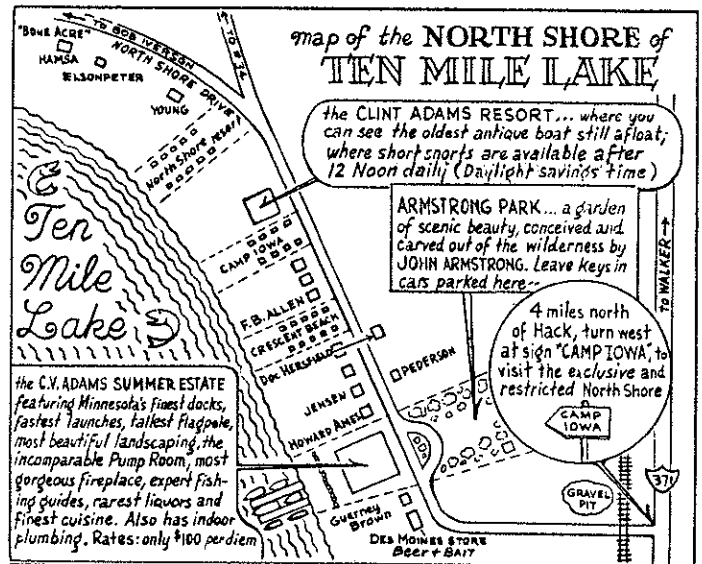 map of the NORTH SHORE of
TEN MILE LAKE
TO BOB IVERSON
TO #34
"BONE ACRE"
HAMSA
ELSONPETER
YOUNG
NORTH SHORE DRIVE
North Shore resort
the CLINT ADAMS RESORT... where you
can see the oldest antique boat still afloat;
where short snorts are available after
12 Noon daily (Daylight savings time)
ARMSTRONG PARK... a garden
of scenic beauty, conceived and
carved out of the wilderness by
JOHN ARMSTRONG. Leave keys in
cars parked here--
TO WALKER
Ten
Mile
Lake
CAMP IOWA
F.B. ALLEN
CRESCENT BEACH
DOC HERSFIELD
PEDERSON
JENSEN
HOWARD AMES
4 miles north
of Hack, turn west
at sign "CAMP IOWA", to
visit the exclusive and
restricted North Shore
CAMP
IOWA
371
GRAVEL
PIT
the C.V. ADAMS SUMMER ESTATE
featuring Minnesota's finest docks,
fastest launches, tallest flagpole,
most beautiful landscaping, the
incomparable Pump Room, most
gorgeous fireplace, expert fish-
ing guides, rarest liquors and
finest cuisine. Also has indoor
plumbing. Rates: only $100 per diem
Guerney
Brown
DES MOINES STORE
Beer + BAIT